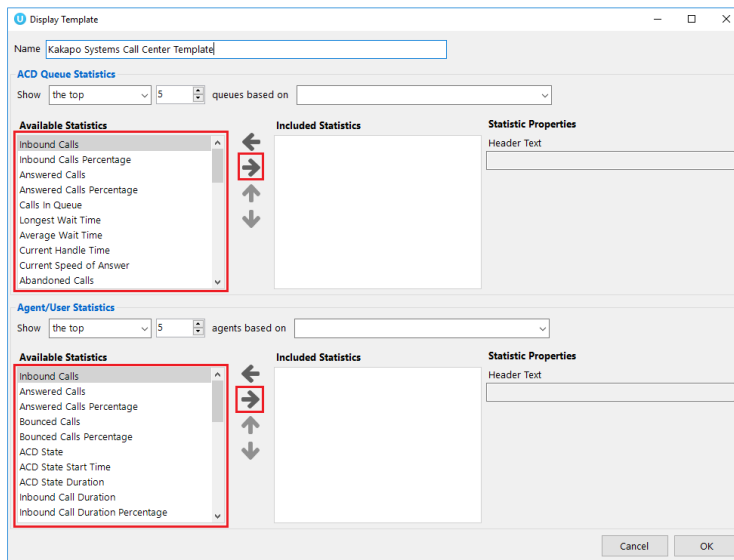 Display Template
Name Kakapo Systems Call Center Template
ACD Queue Statistics
Show the top 5 queues based on
Available Statistics
Included Statistics
Statistic Properties
Header Text
Inbound Calls
Inbound Calls Percentage
Answered Calls
Answered Calls Percentage
Calls In Queue
Longest Wait Time
Average Wait Time
Current Handle Time
Current Speed of Answer
Abandoned Calls
Agent/User Statistics
Show the top 5 agents based on
Available Statistics
Included Statistics
Statistic Properties
Header Text
Inbound Calls
Answered Calls
Answered Calls Percentage
Bounced Calls
Bounced Calls Percentage
ACD State
ACD State Start Time
ACD State Duration
Inbound Call Duration
Inbound Call Duration Percentage
Cancel OK